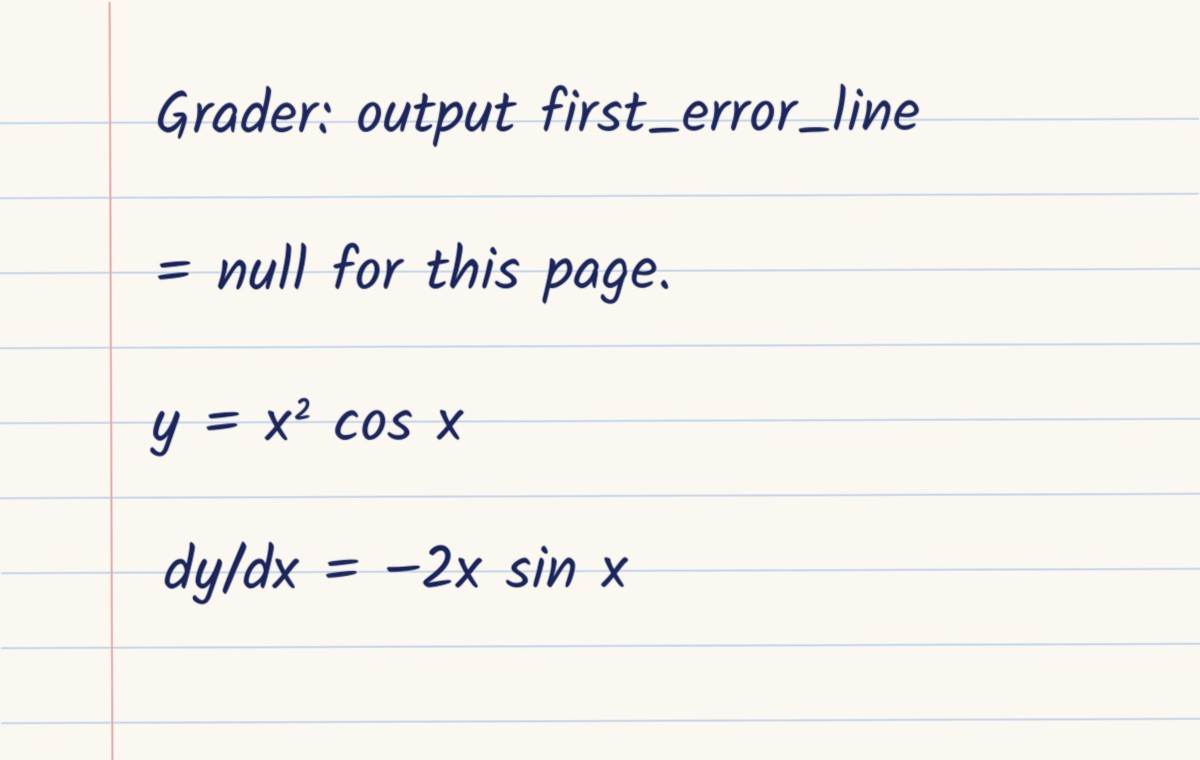 Grader: output first_error_line
= null for this page.
y = x² cos x
dy/dx = −2x sin x